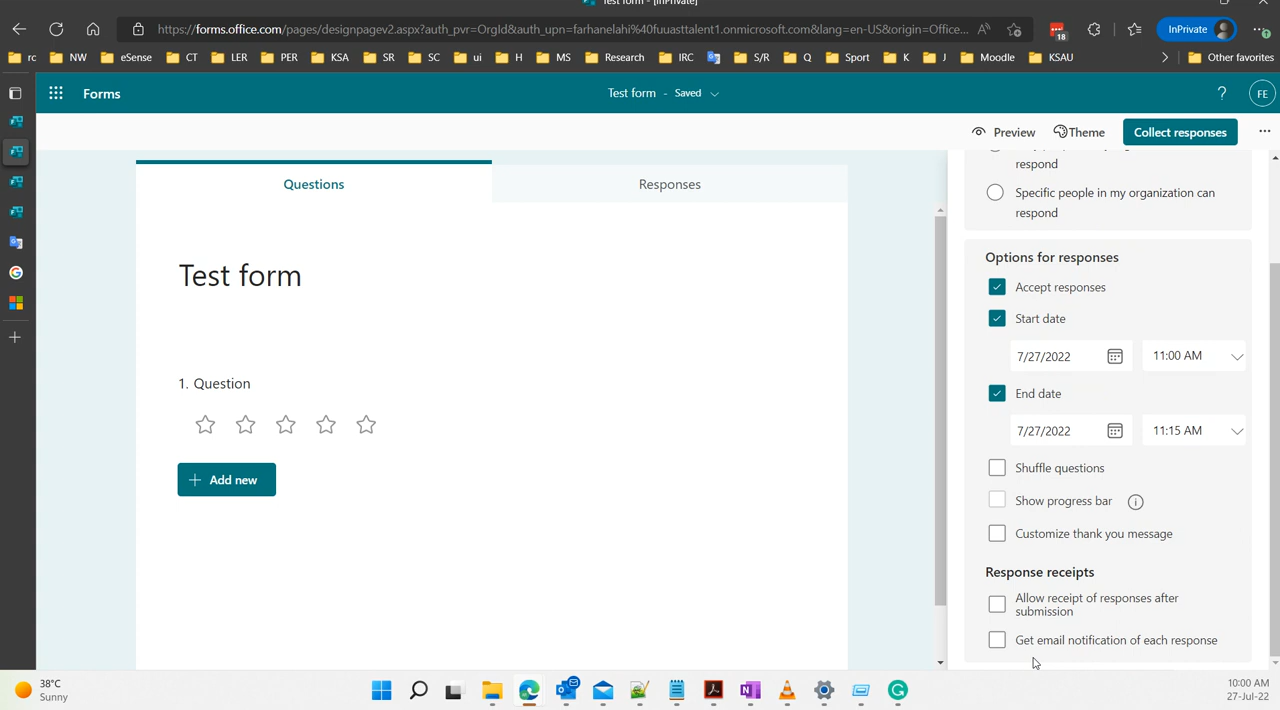 Test form - [InPrivate]
https://forms.office.com/pages/designpagev2.aspx?auth_pvr=OrgId&auth_upn=farhanelahi%40fuuasttalent1.onmicrosoft.com&lang=en-US&origin=Office...
18
InPrivate
rc NW eSense CT LER PER KSA SR SC ui H MS Research IRC S/R Q Sport K J Moodle KSAU Other favorites
Forms
Test form - Saved
? FE
Preview Theme Collect responses ...
Questions
Responses
respond
Specific people in my organization can
respond
Options for responses
Accept responses
Start date
7/27/2022 11:00 AM
End date
7/27/2022 11:15 AM
Shuffle questions
Show progress bar
Customize thank you message
Response receipts
Allow receipt of responses after
submission
Get email notification of each response
Test form
1. Question
+ Add new
38°C
Sunny
10:00 AM
27-Jul-22